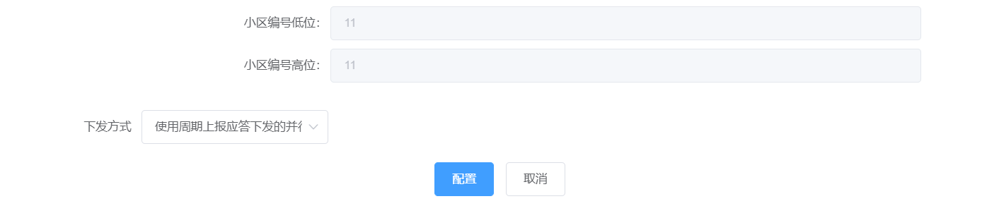 小区编号低位：
11
小区编号高位：
11
下发方式
使用周期上报应答下发的并
配置
取消